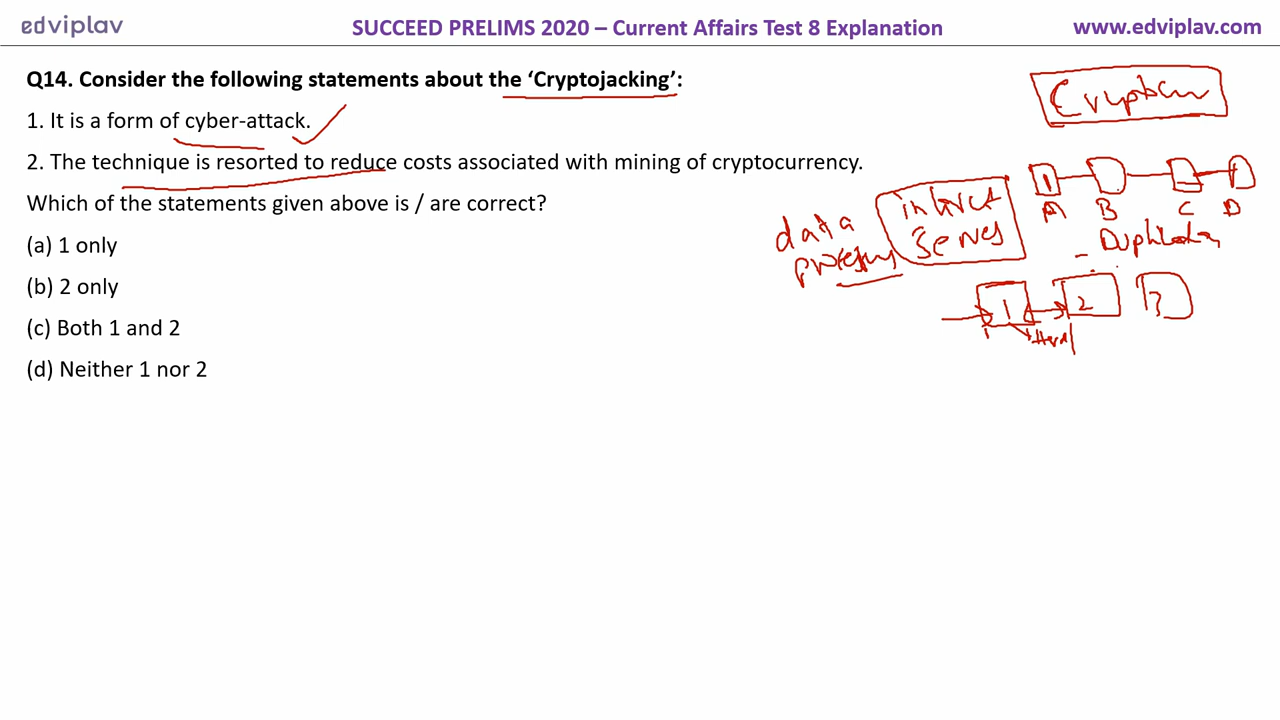 edviplav
SUCCEED PRELIMS 2020 – Current Affairs Test 8 Explanation
www.edviplav.com
Q14. Consider the following statements about the ‘Cryptojacking’:
1. It is a form of cyber-attack.
2. The technique is resorted to reduce costs associated with mining of cryptocurrency.
Which of the statements given above is / are correct?
(a) 1 only
(b) 2 only
(c) Both 1 and 2
(d) Neither 1 nor 2
1
A B C D
data
1 2